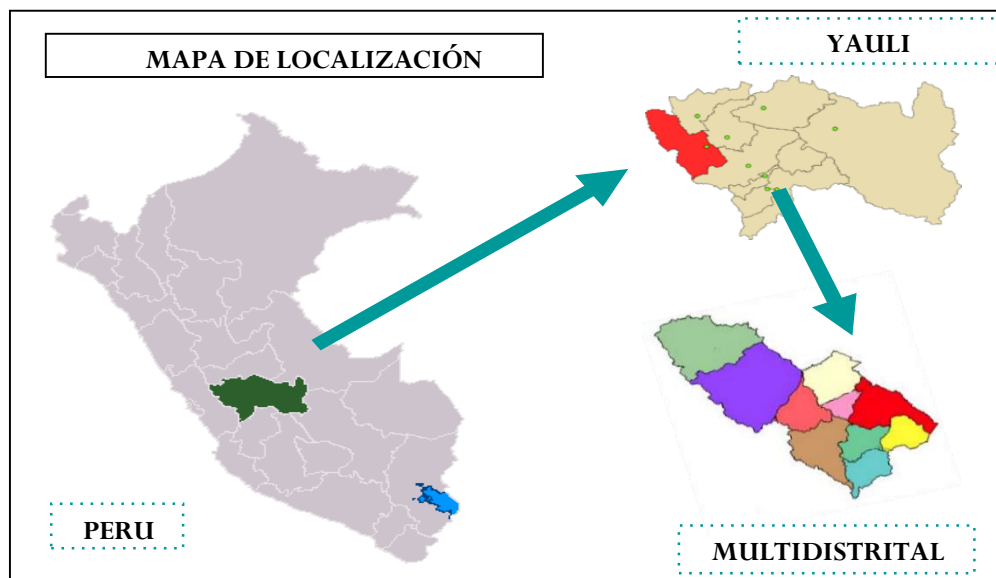 MAPA DE LOCALIZACIÓN
YAULI
PERU
MULTIDISTRITAL